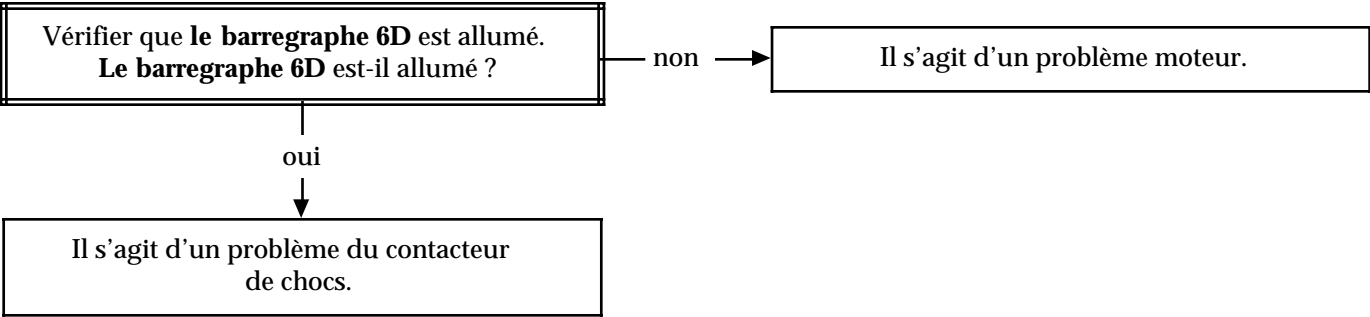 Vérifier que le barregraphe 6D est allumé.
Le barregraphe 6D est-il allumé ?
non
Il s’agit d’un problème moteur.
oui
Il s’agit d’un problème du contacteur
de chocs.